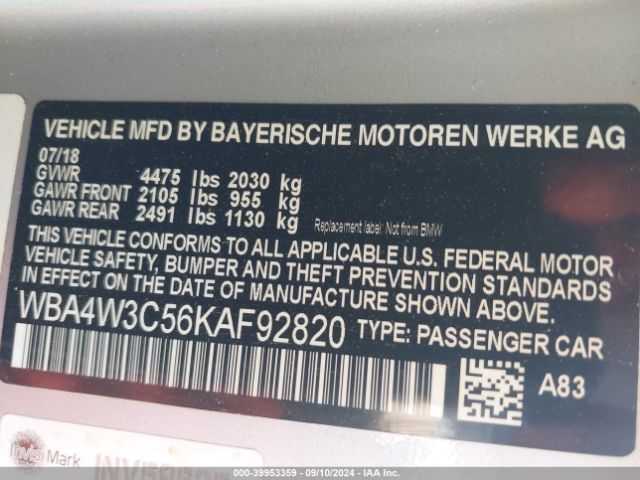 VEHICLE MFD BY BAYERISCHE MOTOREN WERKE AG
07/18
GVWR 4475 lbs 2030 kg
GAWR FRONT 2105 lbs 955 kg
GAWR REAR 2491 lbs 1130 kg
Replacement label: Not from BMW
THIS VEHICLE CONFORMS TO ALL APPLICABLE U.S. FEDERAL MOTOR
VEHICLE SAFETY, BUMPER AND THEFT PREVENTION STANDARDS
IN EFFECT ON THE DATE OF MANUFACTURE SHOWN ABOVE.
WBA4W3C56KAF92820 TYPE: PASSENGER CAR
A83
Mark
000-39953359 - 09/10/2024 - IAA Inc.